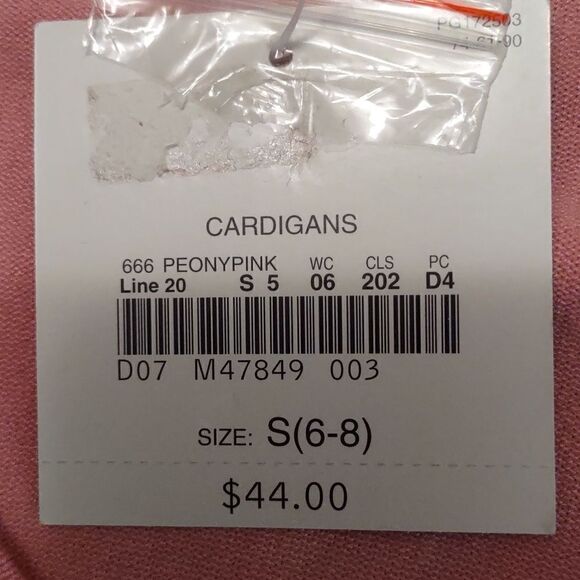 PG172503
CARDIGANS
666 PEONYPINK WC CLS PC
Line 20 S 5 06 202 D4
D07 M47849 003
SIZE: S(6-8)
$44.00